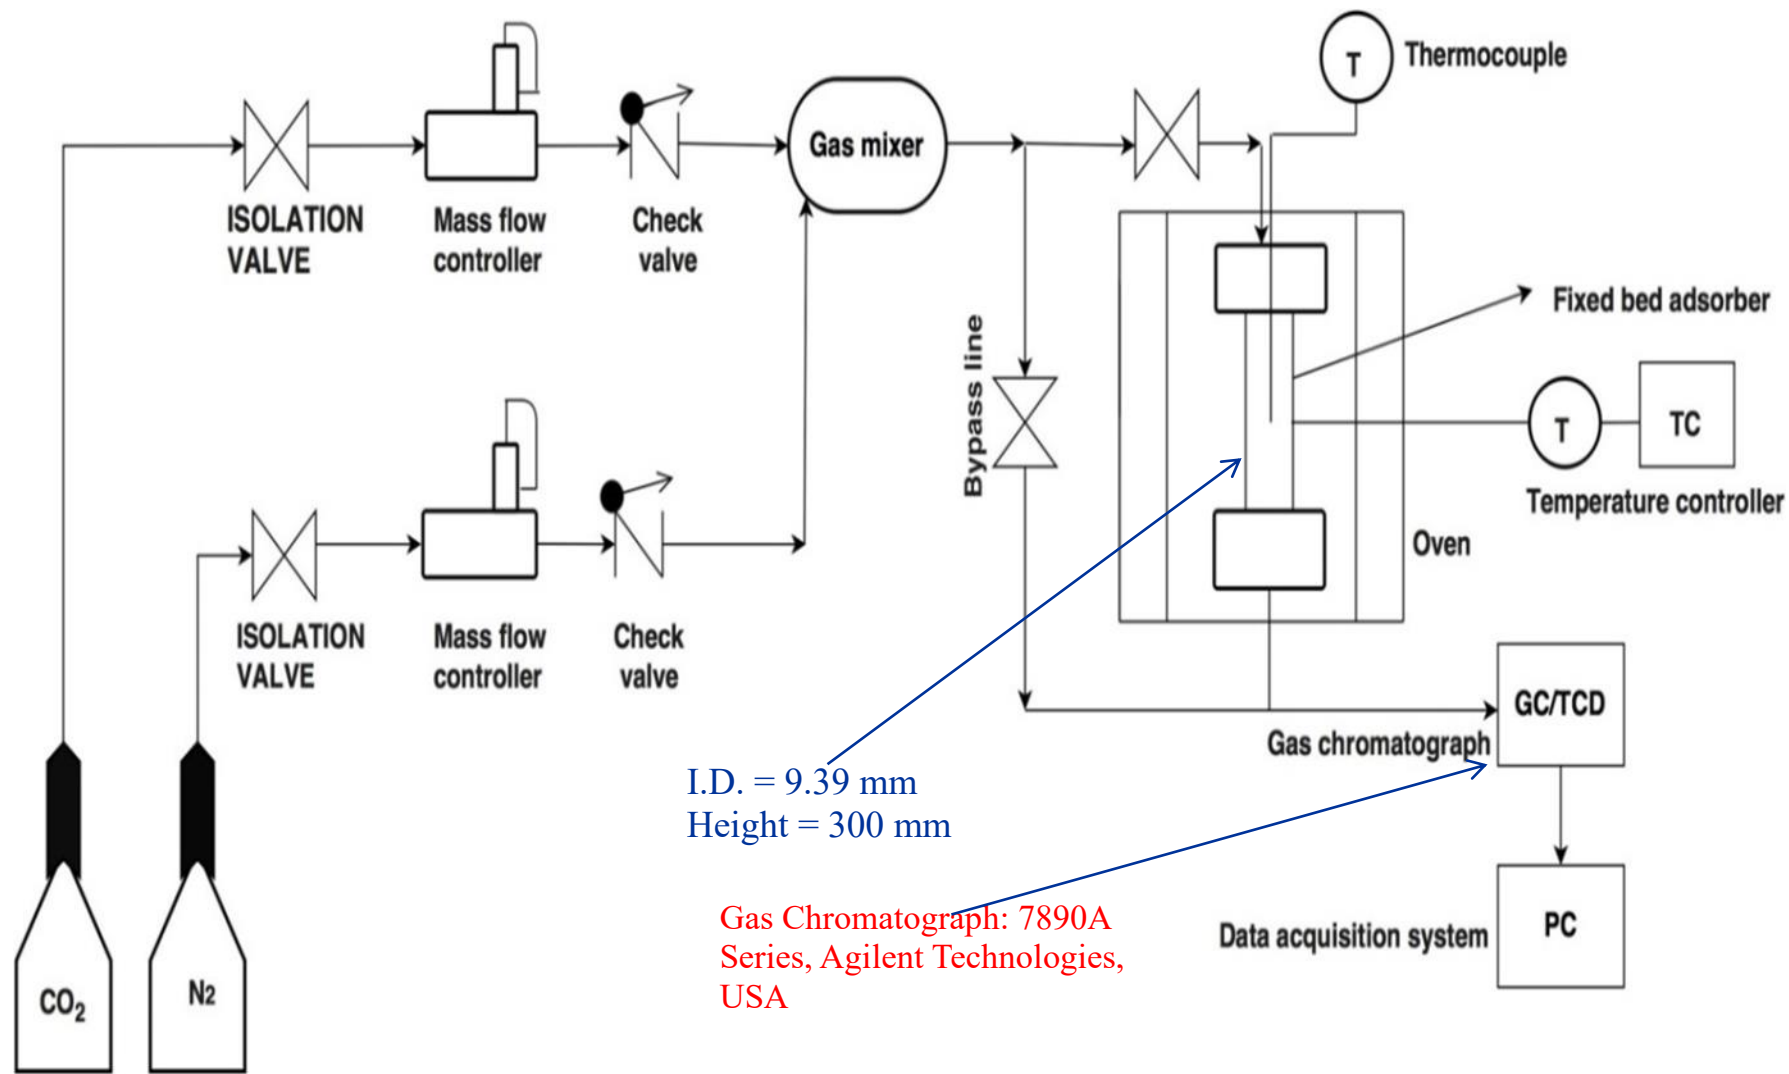 T
Thermocouple
Gas mixer
ISOLATION
VALVE
Mass flow
controller
Check
valve
Fixed bed adsorber
Bypass line
T
TC
Temperature controller
Oven
ISOLATION
VALVE
Mass flow
controller
Check
valve
GC/TCD
Gas chromatograph
I.D. = 9.39 mm
Height = 300 mm
Gas Chromatograph: 7890A
Series, Agilent Technologies,
USA
Data acquisition system
PC
CO₂
N2